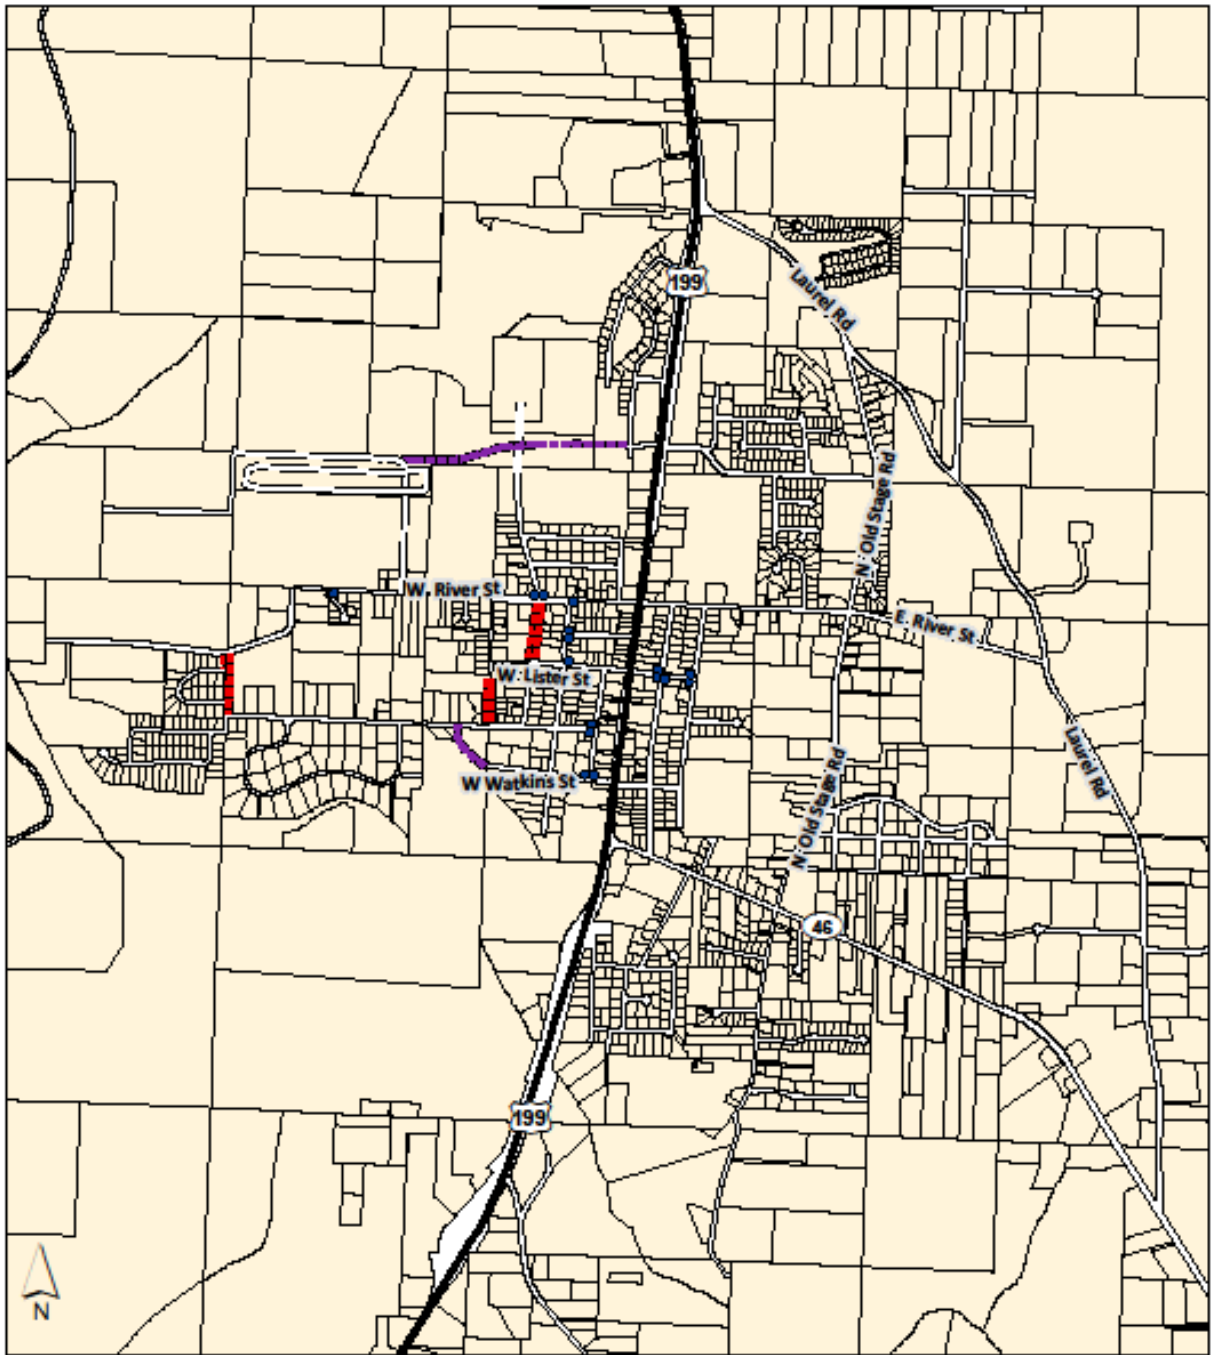 199
Laurel Rd
N Old Stage Rd
W. River St
E. River St
W. Lister St
W Watkins St
Laurel Rd
N Old Stage Rd
46
199
N